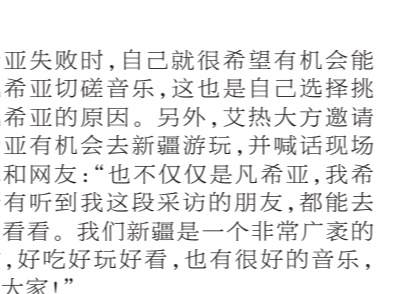 亚失败时,自己就很希望有机会能
希亚切磋音乐,这也是自己选择挑
希亚的原因。另外,艾热大方邀请
亚有机会去新疆游玩,并喊话现场
和网友:“也不仅仅是凡希亚,我希
有听到我这段采访的朋友,都能去
看看。我们新疆是一个非常广袤的
,好吃好玩好看,也有很好的音乐,
大家!”